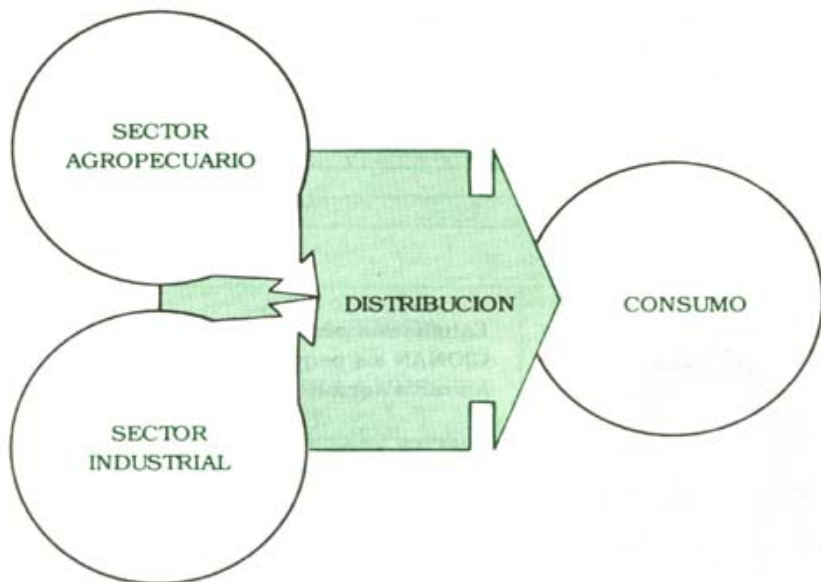 SECTOR
AGROPECUARIO
DISTRIBUCION
CONSUMO
SECTOR
INDUSTRIAL